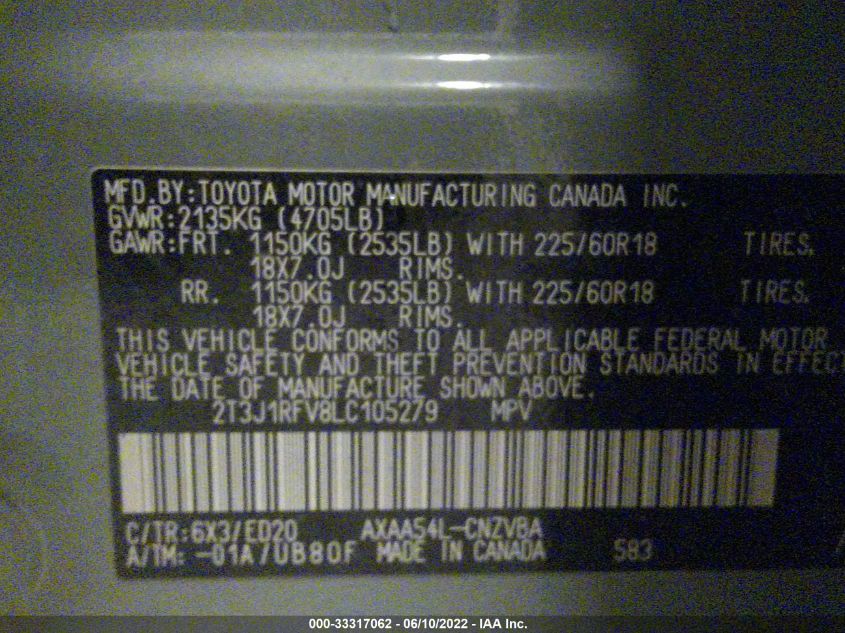 MFD.BY:TOYOTA MOTOR MANUFACTURING CANADA INC.
GVWR:2135KG (4705LB)
GAWR:FRT. 1150KG (2535LB) WITH 225/60R18 TIRES.
18X7.0J RIMS.
RR. 1150KG (2535LB) WITH 225/60R18 TIRES.
18X7.0J RIMS.
THIS VEHICLE CONFORMS TO ALL APPLICABLE FEDERAL MOTOR
VEHICLE SAFETY AND THEFT PREVENTION STANDARDS IN EFFECT
THE DATE OF MANUFACTURE SHOWN ABOVE.
2T3J1RFV8LC105279 MPV
C/TR:6X3/ED20 AXAA54L-CNZVBA
A/TM: -01A/UB80F MADE IN CANADA 583
000-33317062 - 06/10/2022 - IAA Inc.